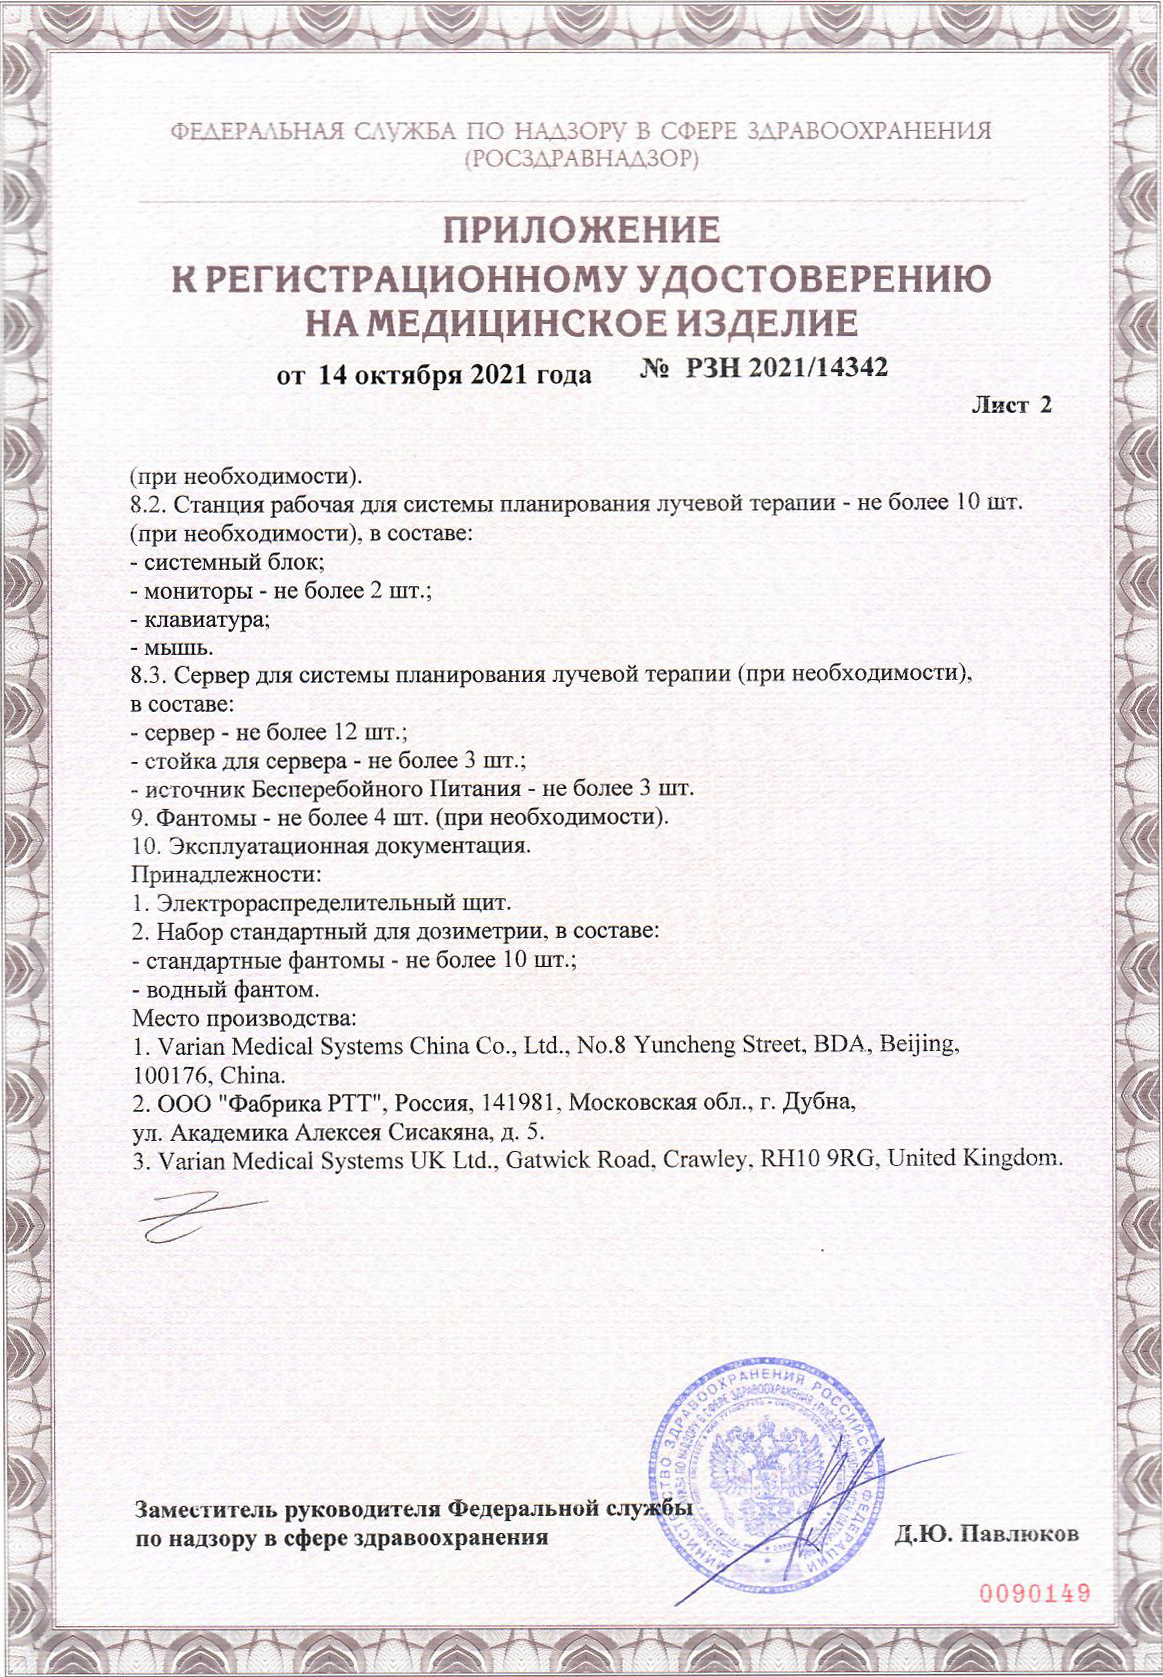 ФЕДЕРАЛЬНАЯ СЛУЖБА ПО НАДЗОРУ В СФЕРЕ ЗДРАВООХРАНЕНИЯ
(РОСЗДРАВНАДЗОР)
ПРИЛОЖЕНИЕ
К РЕГИСТРАЦИОННОМУ УДОСТОВЕРЕНИЮ
НА МЕДИЦИНСКОЕ ИЗДЕЛИЕ
от 14 октября 2021 года № РЗН 2021/14342
Лист 2
(при необходимости).
8.2. Станция рабочая для системы планирования лучевой терапии - не более 10 шт.
(при необходимости), в составе:
- системный блок;
- мониторы - не более 2 шт.;
- клавиатура;
- мышь.
8.3. Сервер для системы планирования лучевой терапии (при необходимости),
в составе:
- сервер - не более 12 шт.;
- стойка для сервера - не более 3 шт.;
- источник Бесперебойного Питания - не более 3 шт.
9. Фантомы - не более 4 шт. (при необходимости).
10. Эксплуатационная документация.
Принадлежности:
1. Электрораспределительный щит.
2. Набор стандартный для дозиметрии, в составе:
- стандартные фантомы - не более 10 шт.;
- водный фантом.
Место производства:
1. Varian Medical Systems China Co., Ltd., No.8 Yuncheng Street, BDA, Beijing,
100176, China.
2. ООО "Фабрика РТТ", Россия, 141981, Московская обл., г. Дубна,
ул. Академика Алексея Сисакяна, д. 5.
3. Varian Medical Systems UK Ltd., Gatwick Road, Crawley, RH10 9RG, United Kingdom.
МИНИСТЕРСТВО ЗДРАВООХРАНЕНИЯ РОССИЙСКОЙ ФЕДЕРАЦИИ
Заместитель руководителя Федеральной службы
по надзору в сфере здравоохранения
Д.Ю. Павлюков
0090149